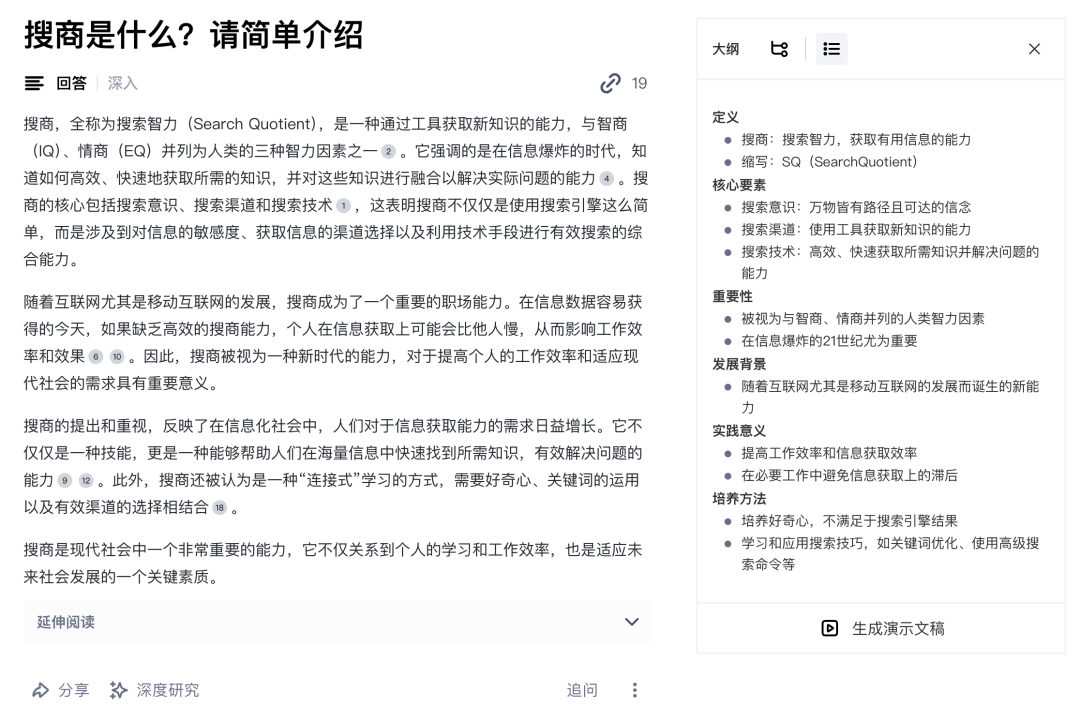 搜商是什么？请简单介绍
回答
深入
19
搜商，全称为搜索智力（Search Quotient），是一种通过工具获取新知识的能力，与智商
（IQ）、情商（EQ）并列为人类的三种智力因素之一 2 。它强调的是在信息爆炸的时代，知
道如何高效、快速地获取所需的知识，并对这些知识进行融合以解决实际问题的能力 4 。搜
商的核心包括搜索意识、搜索渠道和搜索技术 1 ，这表明搜商不仅仅是使用搜索引擎这么简
单，而是涉及到对信息的敏感度、获取信息的渠道选择以及利用技术手段进行有效搜索的综
合能力。
随着互联网尤其是移动互联网的发展，搜商成为了一个重要的职场能力。在信息数据容易获
得的今天，如果缺乏高效的搜商能力，个人在信息获取上可能会比他人慢，从而影响工作效
率和效果 6 10 。因此，搜商被视为一种新时代的能力，对于提高个人的工作效率和适应现
代社会的需求具有重要意义。
搜商的提出和重视，反映了在信息化社会中，人们对于信息获取能力的需求日益增长。它不
仅仅是一种技能，更是一种能够帮助人们在海量信息中快速找到所需知识，有效解决问题的
能力 9 12 。此外，搜商还被认为是一种“连接式”学习的方式，需要好奇心、关键词的运用
以及有效渠道的选择相结合 18 。
搜商是现代社会中一个非常重要的能力，它不仅关系到个人的学习和工作效率，也是适应未
来社会发展的一个关键素质。
延伸阅读
分享
深度研究
追问
大纲
定义
搜商：搜索智力，获取有用信息的能力
缩写：SQ（SearchQuotient）
核心要素
搜索意识：万物皆有路径且可达的信念
搜索渠道：使用工具获取新知识的能力
搜索技术：高效、快速获取所需知识并解决问题的
能力
重要性
被视为与智商、情商并列的人类智力因素
在信息爆炸的21世纪尤为重要
发展背景
随着互联网尤其是移动互联网的发展而诞生的新能
力
实践意义
提高工作效率和信息获取效率
在必要工作中避免信息获取上的滞后
培养方法
培养好奇心，不满足于搜索引擎结果
学习和应用搜索技巧，如关键词优化、使用高级搜
索命令等
生成演示文稿